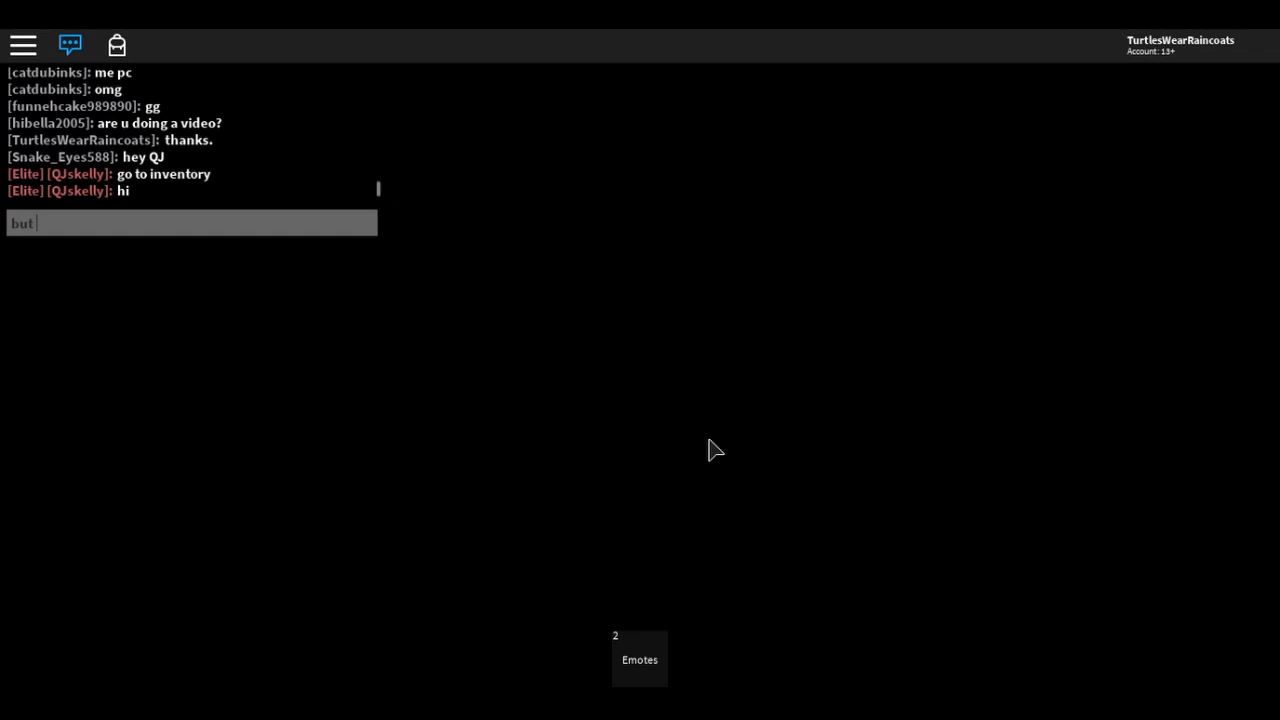 TurtlesWearRaincoats
Account: 13+
[catdubinks]: me pc
[catdubinks]: omg
[funnehcake989890]: gg
[hibella2005]: are u doing a video?
[TurtlesWearRaincoats]: thanks.
[Snake_Eyes588]: hey QJ
[Elite] [QJskelly]: go to inventory
[Elite] [QJskelly]: hi
but
2
Emotes